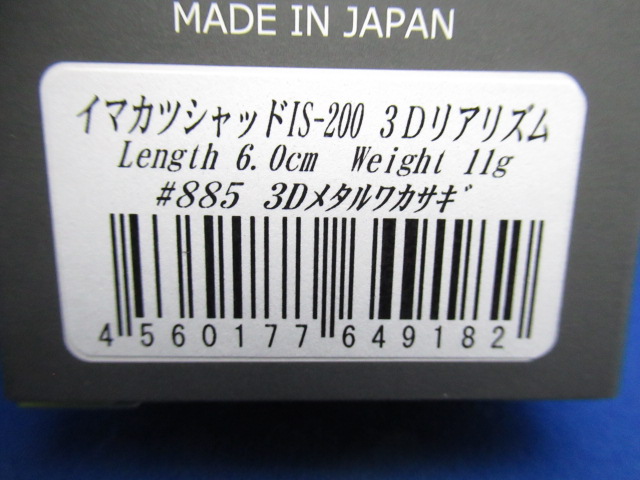 MADE IN JAPAN
イマカツシャッドIS-200 3Dリアリズム
Length 6.0cm Weight 11g
#885 3Dメタルワカサギ
4 560177 649182